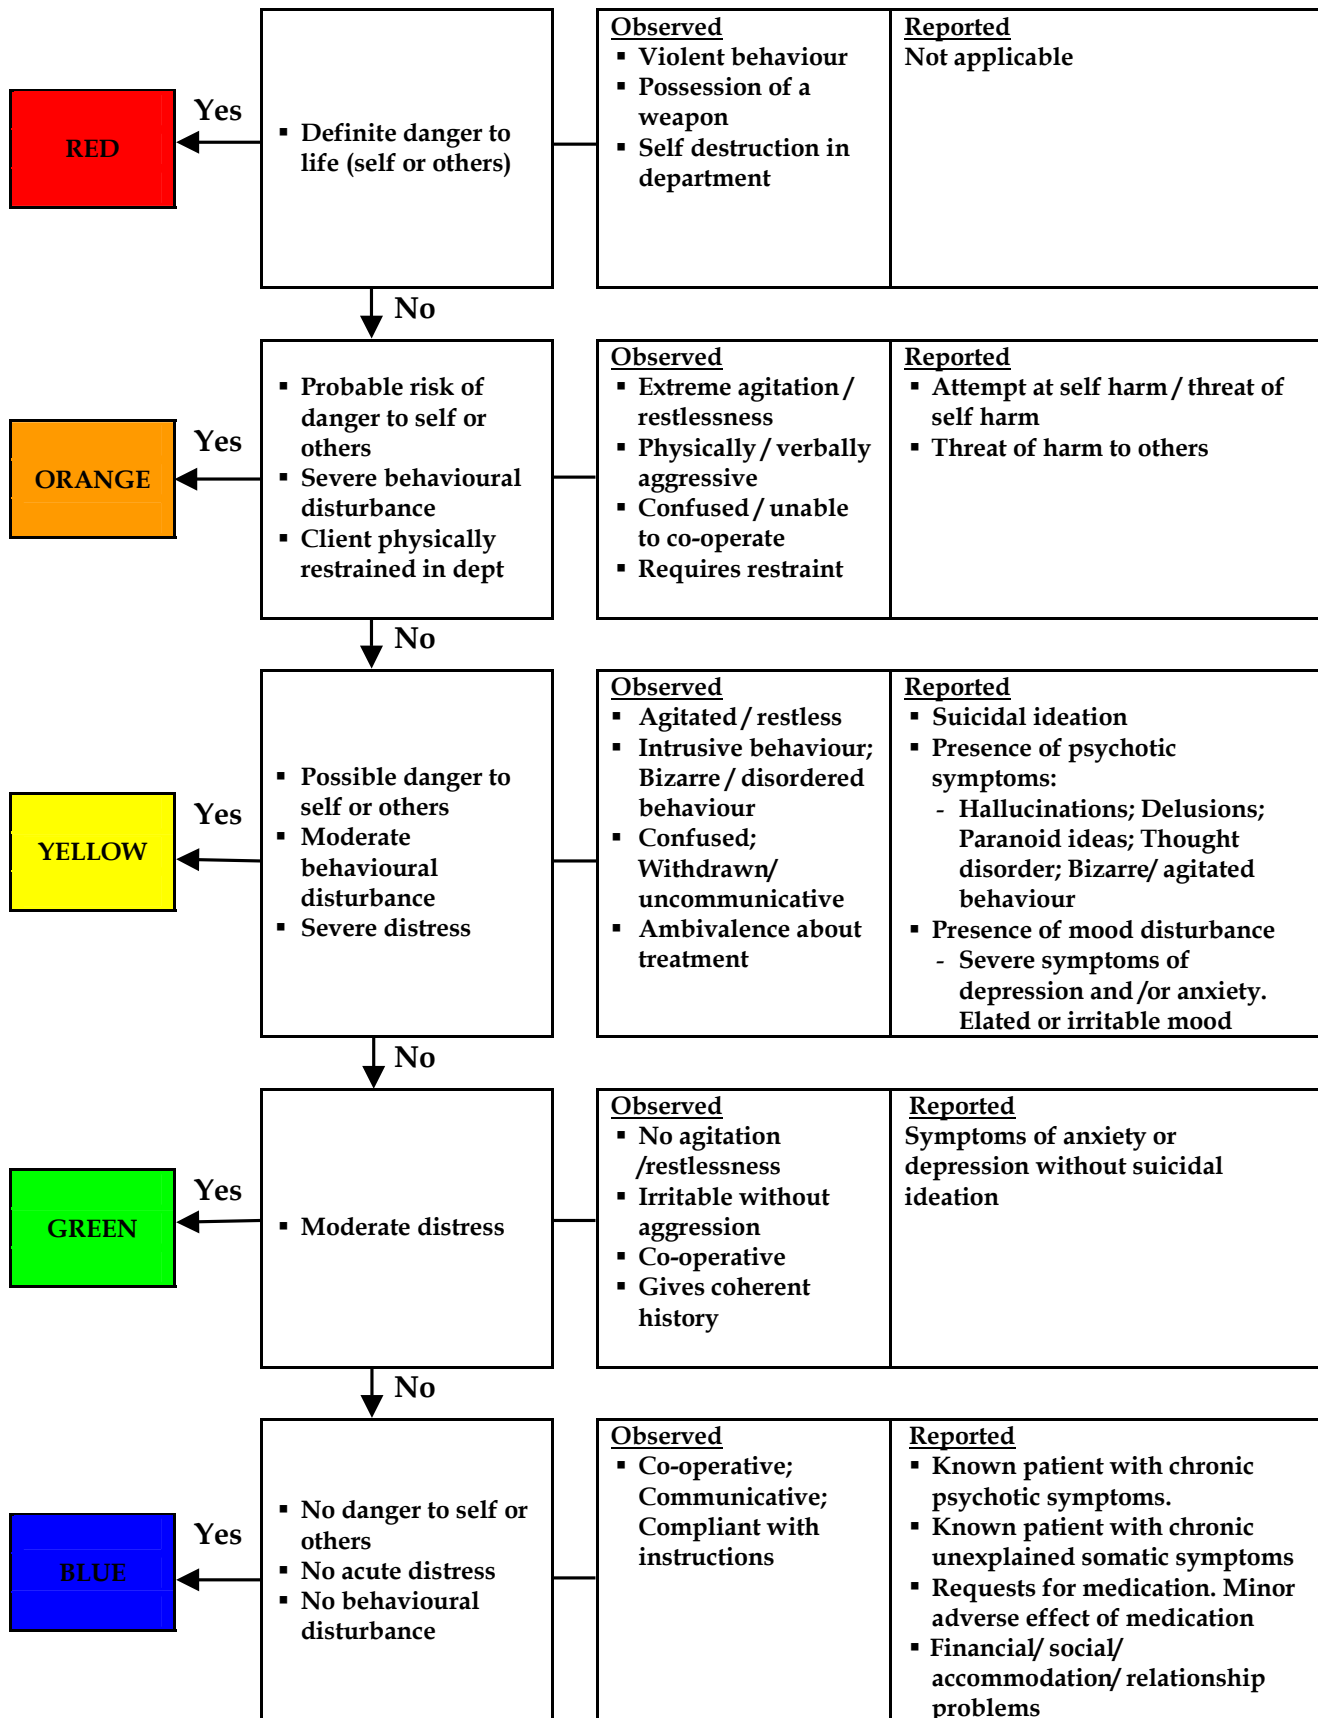 RED
Yes
▪ Definite danger to
life (self or others)
Observed
▪ Violent behaviour
▪ Possession of a
weapon
▪ Self destruction in
department
Reported
Not applicable
No
ORANGE
Yes
▪ Probable risk of
danger to self or
others
▪ Severe behavioural
disturbance
▪ Client physically
restrained in dept
Observed
▪ Extreme agitation /
restlessness
▪ Physically / verbally
aggressive
▪ Confused / unable
to co-operate
▪ Requires restraint
Reported
▪ Attempt at self harm / threat of
self harm
▪ Threat of harm to others
No
YELLOW
Yes
▪ Possible danger to
self or others
▪ Moderate
behavioural
disturbance
▪ Severe distress
Observed
▪ Agitated / restless
▪ Intrusive behaviour;
Bizarre / disordered
behaviour
▪ Confused;
Withdrawn/
uncommunicative
▪ Ambivalence about
treatment
Reported
▪ Suicidal ideation
▪ Presence of psychotic
symptoms:
- Hallucinations; Delusions;
Paranoid ideas; Thought
disorder; Bizarre/ agitated
behaviour
▪ Presence of mood disturbance
- Severe symptoms of
depression and /or anxiety.
Elated or irritable mood
No
GREEN
Yes
▪ Moderate distress
Observed
▪ No agitation
/restlessness
▪ Irritable without
aggression
▪ Co-operative
▪ Gives coherent
history
Reported
Symptoms of anxiety or
depression without suicidal
ideation
No
BLUE
Yes
▪ No danger to self or
others
▪ No acute distress
▪ No behavioural
disturbance
Observed
▪ Co-operative;
Communicative;
Compliant with
instructions
Reported
▪ Known patient with chronic
psychotic symptoms.
▪ Known patient with chronic
unexplained somatic symptoms
▪ Requests for medication. Minor
adverse effect of medication
▪ Financial/ social/
accommodation/ relationship
problems